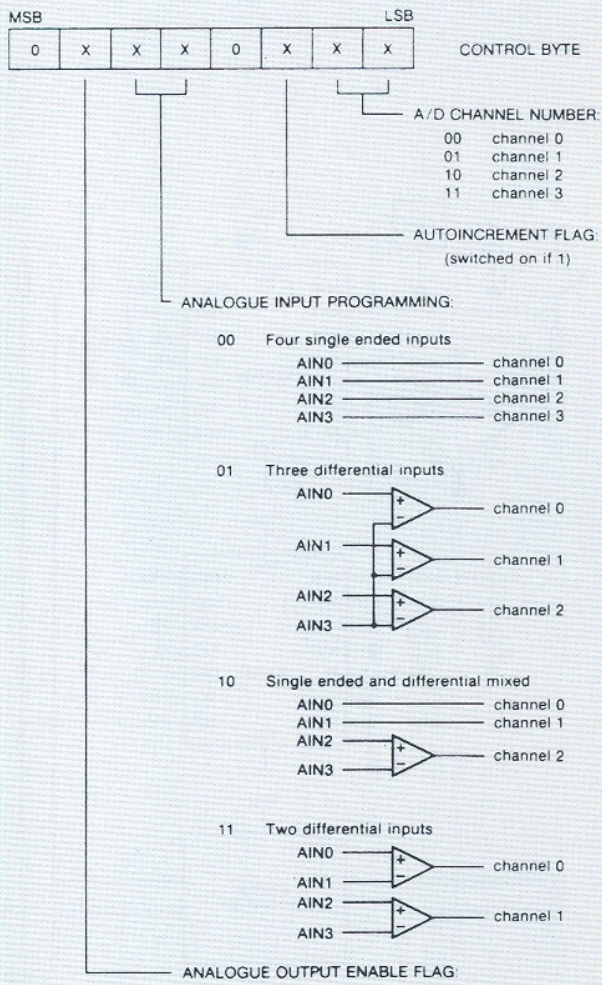 MSB LSB
0 X X X 0 X X X CONTROL BYTE
A/D CHANNEL NUMBER:
00 channel 0
01 channel 1
10 channel 2
11 channel 3
AUTOINCREMENT FLAG:
(switched on if 1)
ANALOGUE INPUT PROGRAMMING:
00 Four single ended inputs
AIN0 channel 0
AIN1 channel 1
AIN2 channel 2
AIN3 channel 3
01 Three differential inputs
AIN0 + − channel 0
AIN1 + − channel 1
AIN2 + − channel 2
AIN3
10 Single ended and differential mixed
AIN0 channel 0
AIN1 channel 1
AIN2 + − channel 2
AIN3
11 Two differential inputs
AIN0 + − channel 0
AIN1
AIN2 + − channel 1
AIN3
ANALOGUE OUTPUT ENABLE FLAG: